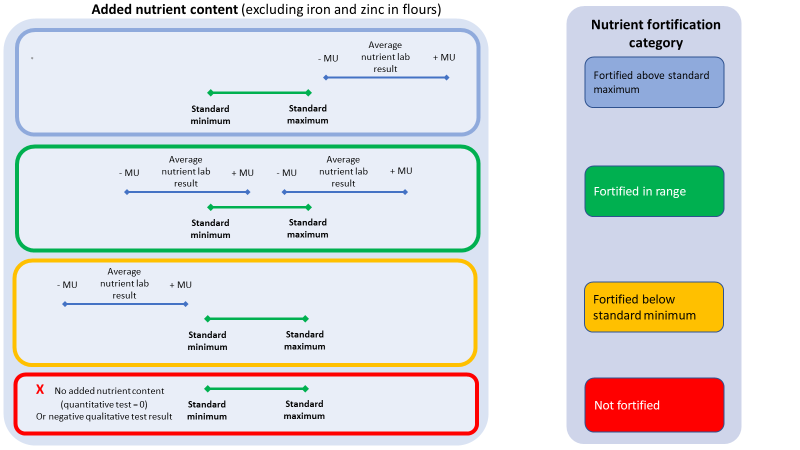 Added nutrient content (excluding iron and zinc in flours)
- MU
Average
nutrient lab
result
+ MU
Standard
minimum
Standard
maximum
- MU
Average
nutrient lab
result
+ MU
- MU
Average
nutrient lab
result
+ MU
Standard
minimum
Standard
maximum
- MU
Average
nutrient lab
result
+ MU
Standard
minimum
Standard
maximum
X No added nutrient content
(quantitative test = 0)
Or negative qualitative test result
Standard
minimum
Standard
maximum
Nutrient fortification
category
Fortified above standard
maximum
Fortified in range
Fortified below
standard minimum
Not fortified